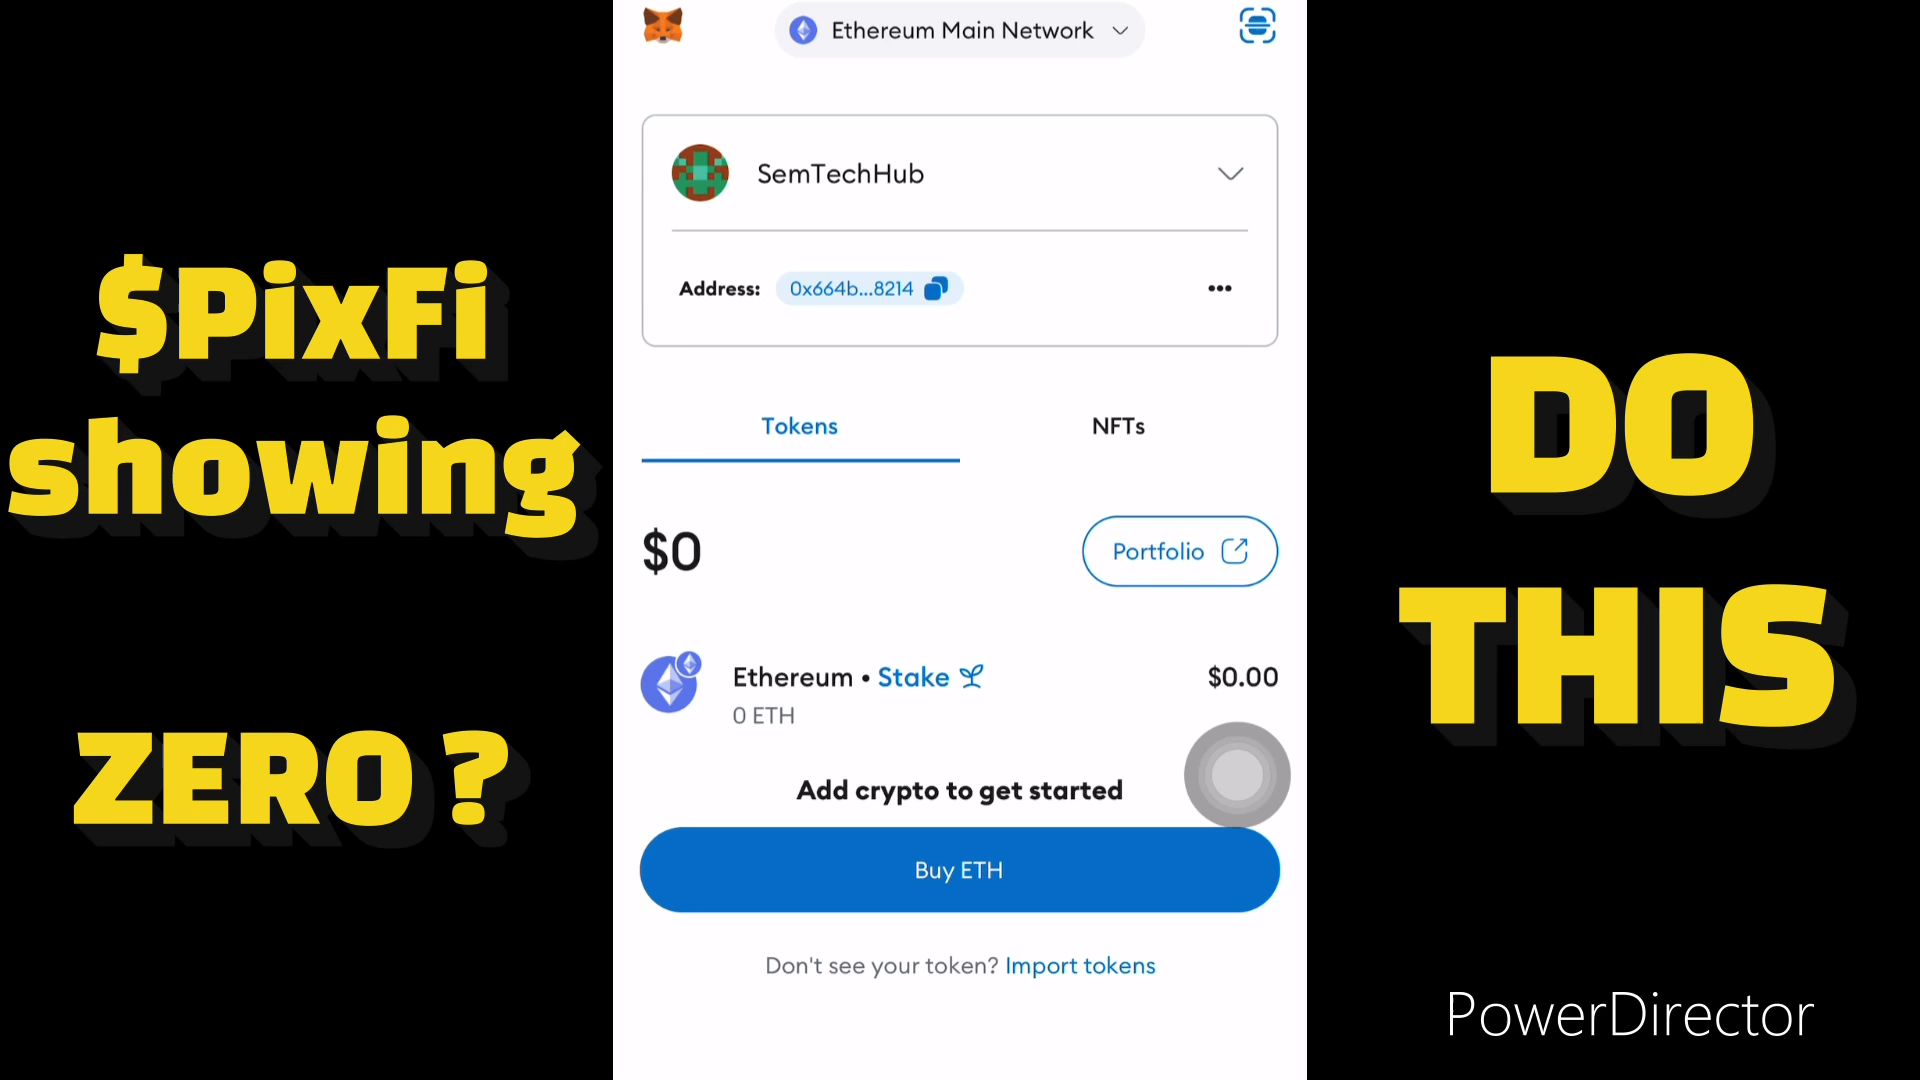 $PixFi
showing
ZERO ?
Ethereum Main Network
SemTechHub
Address: 0x664b...8214
Tokens
NFTs
$0
Portfolio
Ethereum • Stake
$0.00
0 ETH
Add crypto to get started
Buy ETH
Don't see your token? Import tokens
DO
THIS
PowerDirector